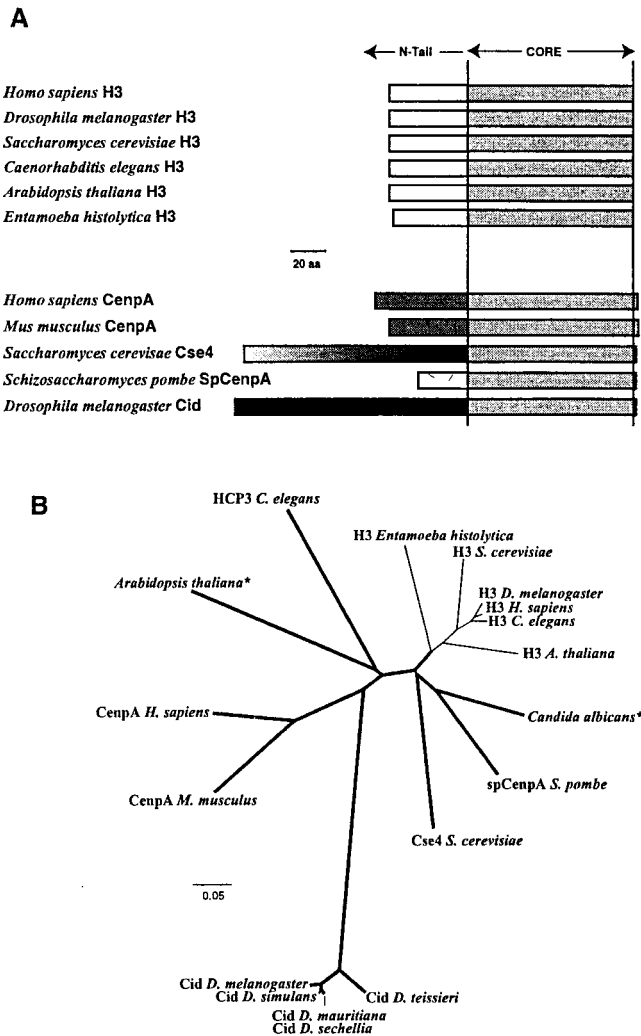 A
N-Tail CORE
Homo sapiens H3
Drosophila melanogaster H3
Saccharomyces cerevisiae H3
Caenorhabditis elegans H3
Arabidopsis thaliana H3
Entamoeba histolytica H3
20 aa
Homo sapiens CenpA
Mus musculus CenpA
Saccharomyces cerevisae Cse4
Schizosaccharomyces pombe SpCenpA
Drosophila melanogaster Cid
B
HCP3 C. elegans
H3 Entamoeba histolytica
H3 S. cerevisiae
Arabidopsis thaliana*
H3 D. melanogaster
H3 H. sapiens
H3 C. elegans
H3 A. thaliana
CenpA H. sapiens
Candida albicans*
spCenpA S. pombe
CenpA M. musculus
Cse4 S. cerevisiae
0.05
Cid D. melanogaster
Cid D. simulans
Cid D. teissieri
Cid D. mauritiana
Cid D. sechellia